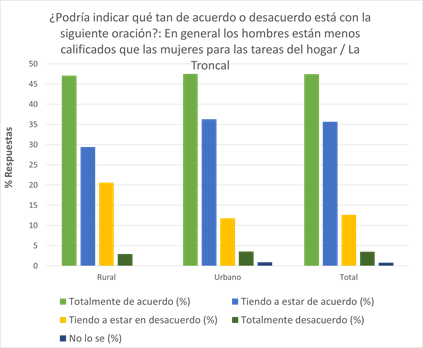 ¿Podría indicar qué tan de acuerdo o desacuerdo está con la
siguiente oración?: En general los hombres están menos
calificados que las mujeres para las tareas del hogar / La
Troncal
% Respuestas
50
45
40
35
30
25
20
15
10
5
0
Rural
Urbano
Total
Totalmente de acuerdo (%)
Tiendo a estar de acuerdo (%)
Tiendo a estar en desacuerdo (%)
Totalmente desacuerdo (%)
No lo se (%)